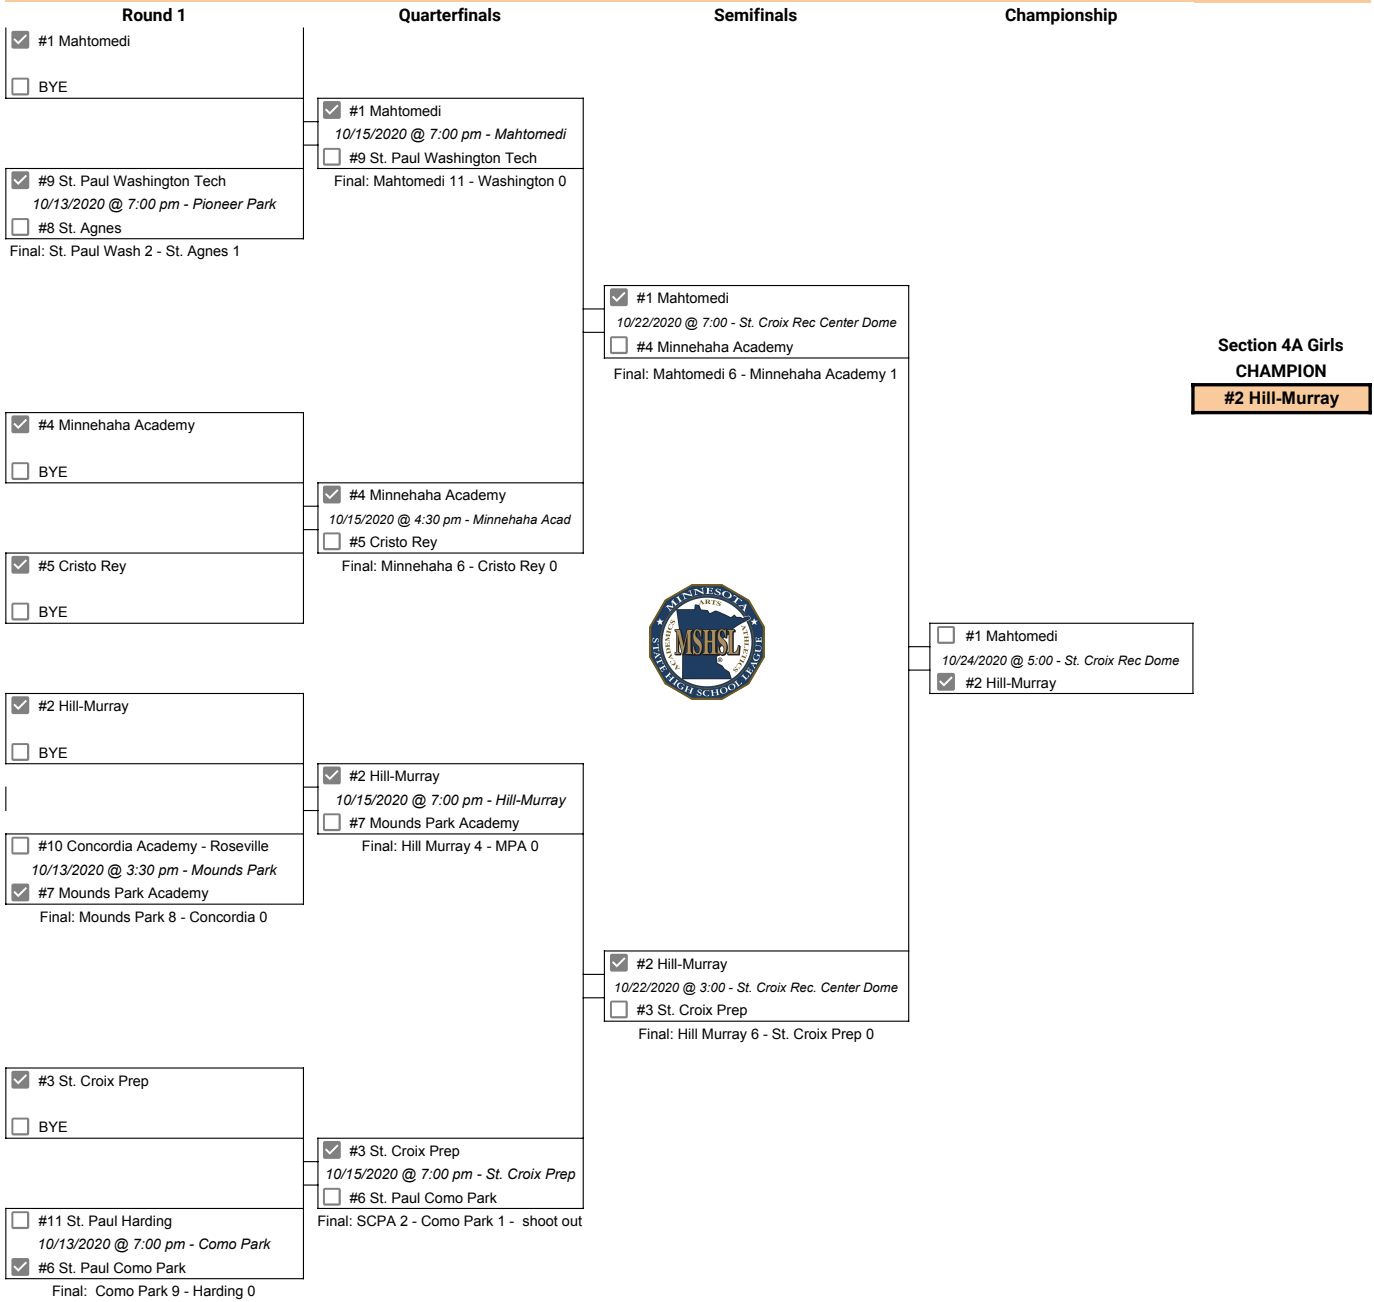 Round 1
Quarterfinals
Semifinals
Championship
#1 Mahtomedi
BYE
#9 St. Paul Washington Tech
10/13/2020 @ 7:00 pm - Pioneer Park
#8 St. Agnes
Final: St. Paul Wash 2 - St. Agnes 1
#4 Minnehaha Academy
BYE
#5 Cristo Rey
BYE
#2 Hill-Murray
BYE
#10 Concordia Academy - Roseville
10/13/2020 @ 3:30 pm - Mounds Park
#7 Mounds Park Academy
Final: Mounds Park 8 - Concordia 0
#3 St. Croix Prep
BYE
#11 St. Paul Harding
10/13/2020 @ 7:00 pm - Como Park
#6 St. Paul Como Park
Final:  Como Park 9 - Harding 0
#1 Mahtomedi
10/15/2020 @ 7:00 pm - Mahtomedi
#9 St. Paul Washington Tech
Final: Mahtomedi 11 - Washington 0
#4 Minnehaha Academy
10/15/2020 @ 4:30 pm - Minnehaha Acad
#5 Cristo Rey
Final: Minnehaha 6 - Cristo Rey 0
#2 Hill-Murray
10/15/2020 @ 7:00 pm - Hill-Murray
#7 Mounds Park Academy
Final: Hill Murray 4 - MPA 0
#3 St. Croix Prep
10/15/2020 @ 7:00 pm - St. Croix Prep
#6 St. Paul Como Park
Final: SCPA 2 - Como Park 1 -  shoot out
#1 Mahtomedi
10/22/2020 @ 7:00 - St. Croix Rec Center Dome
#4 Minnehaha Academy
Final: Mahtomedi 6 - Minnehaha Academy 1
MINNESOTA
STATE HIGH SCHOOL LEAGUE
ARTS
ACADEMICS
ATHLETICS
MSHSL
®
#2 Hill-Murray
10/22/2020 @ 3:00 - St. Croix Rec. Center Dome
#3 St. Croix Prep
Final: Hill Murray 6 - St. Croix Prep 0
#1 Mahtomedi
10/24/2020 @ 5:00 - St. Croix Rec Dome
#2 Hill-Murray
Section 4A Girls
CHAMPION
#2 Hill-Murray